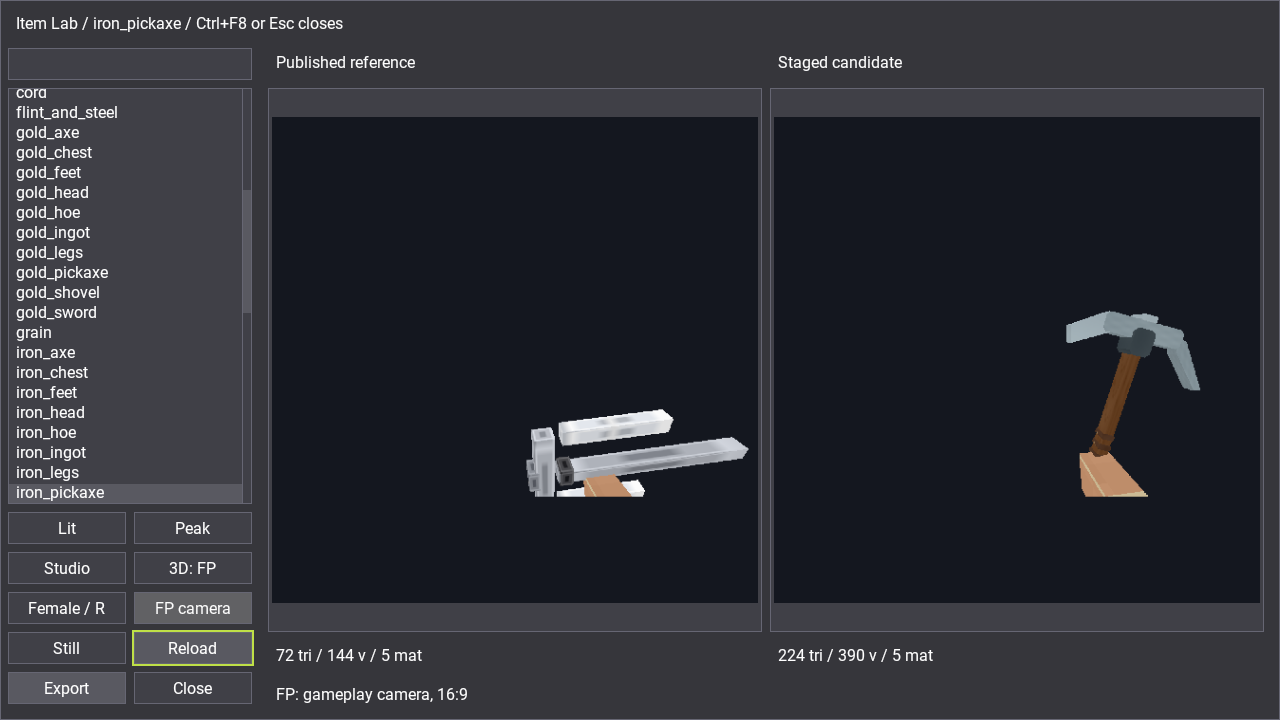 Item Lab / iron_pickaxe / Ctrl+F8 or Esc closes
Published reference
Staged candidate
cord
flint_and_steel
gold_axe
gold_chest
gold_feet
gold_head
gold_hoe
gold_ingot
gold_legs
gold_pickaxe
gold_shovel
gold_sword
grain
iron_axe
iron_chest
iron_feet
iron_head
iron_hoe
iron_ingot
iron_legs
iron_pickaxe
Lit
Peak
Studio
3D: FP
Female / R
FP camera
Still
Reload
Export
Close
72 tri / 144 v / 5 mat
224 tri / 390 v / 5 mat
FP: gameplay camera, 16:9